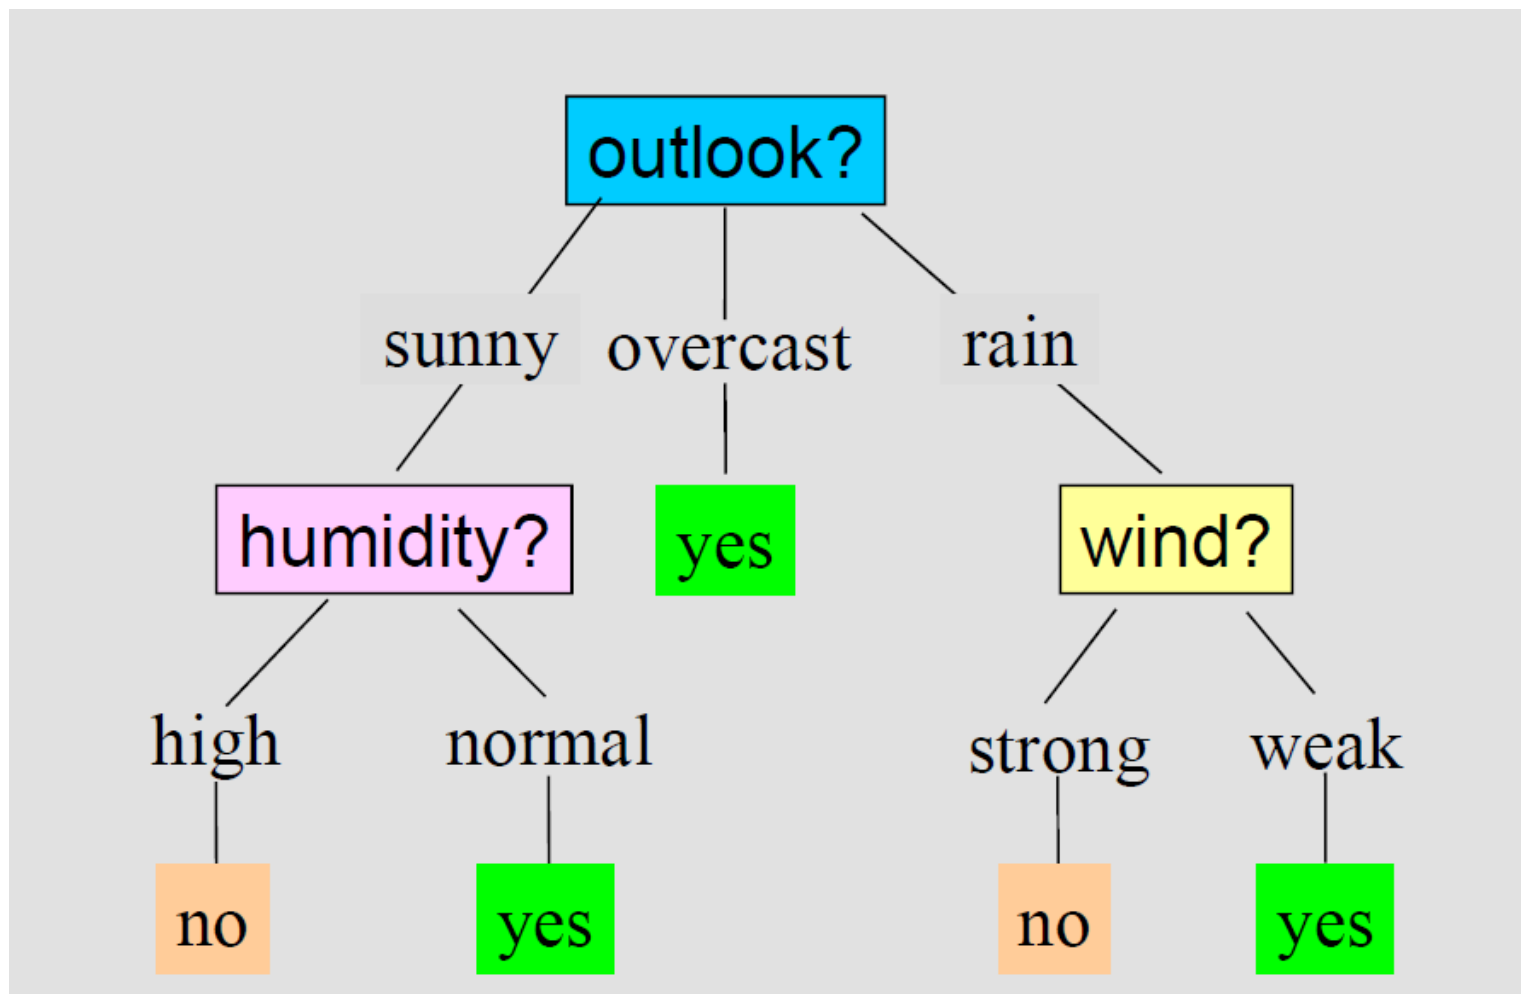 outlook?
sunny overcast rain
humidity? yes wind?
high normal strong weak
no yes no yes